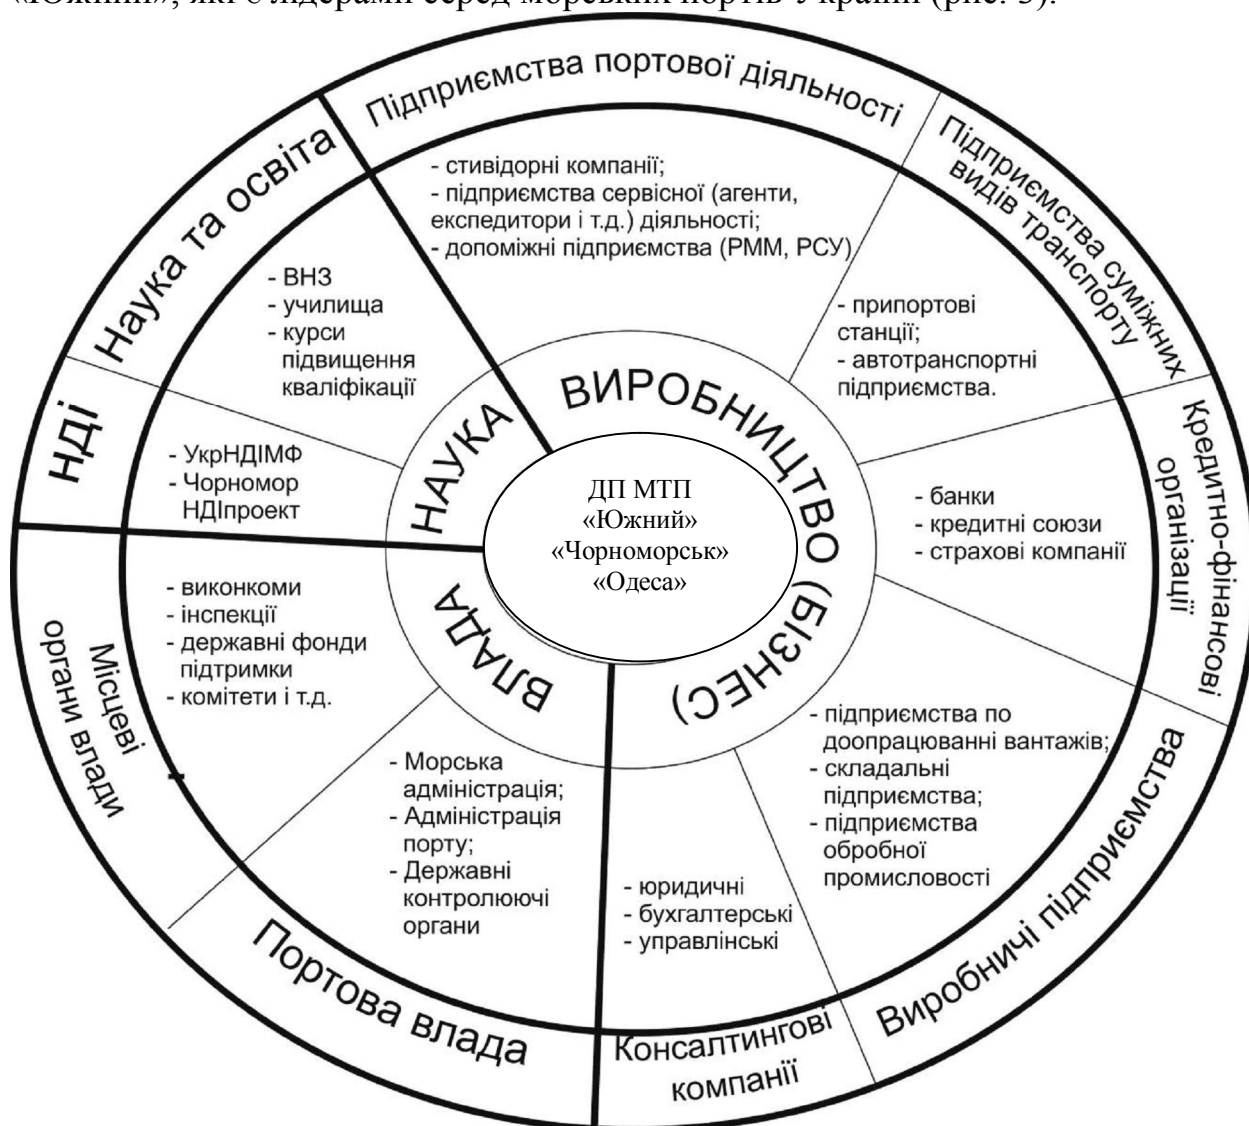 «Южний», які є лідерами серед морських портів України (рис. 3).
Підприємства портової діяльності
- стивідорні компанії;
- підприємства сервісної (агенти,
експедитори і т.д.) діяльності;
- допоміжні підприємства (РММ, РСУ)
Підприємства суміжних
видів транспорту
- припортові
станції;
- автотранспортні
підприємства.
Кредитно-фінансові
організації
- банки
- кредитні союзи
- страхові компанії
Виробничі підприємства
- підприємства по
доопрацюванні вантажів;
- складальні
підприємства;
- підприємства
обробної
промисловості
Консалтингові
компанії
- юридичні
- бухгалтерські
- управлінські
Портова влада
- Морська
адміністрація;
- Адміністрація
порту;
- Державні
контролюючі
органи
Місцеві
органи влади
- виконкоми
- інспекції
- державні фонди
підтримки
- комітети і т.д.
НДІ
- УкрНДІМФ
- Чорномор
НДІпроект
Наука та освіта
- ВНЗ
- училища
- курси
підвищення
кваліфікації
НАУКА
ВИРОБНИЦТВО (БІЗНЕС)
ВЛАДА
ДП МТП
«Южний»
«Чорноморськ»
«Одеса»